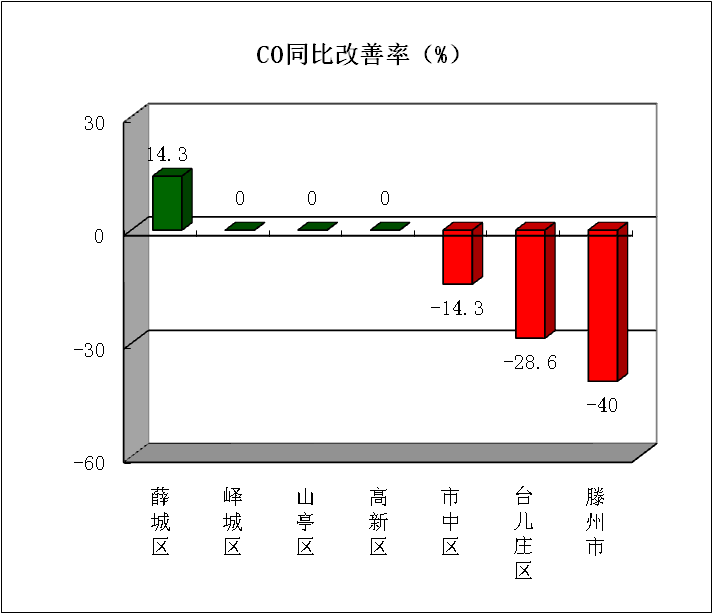 CO同比改善率（%）
30
0
-30
-60
14.3
0
0
0
-14.3
-28.6
-40
薛城区
峄城区
山亭区
高新区
市中区
台儿庄区
滕州市